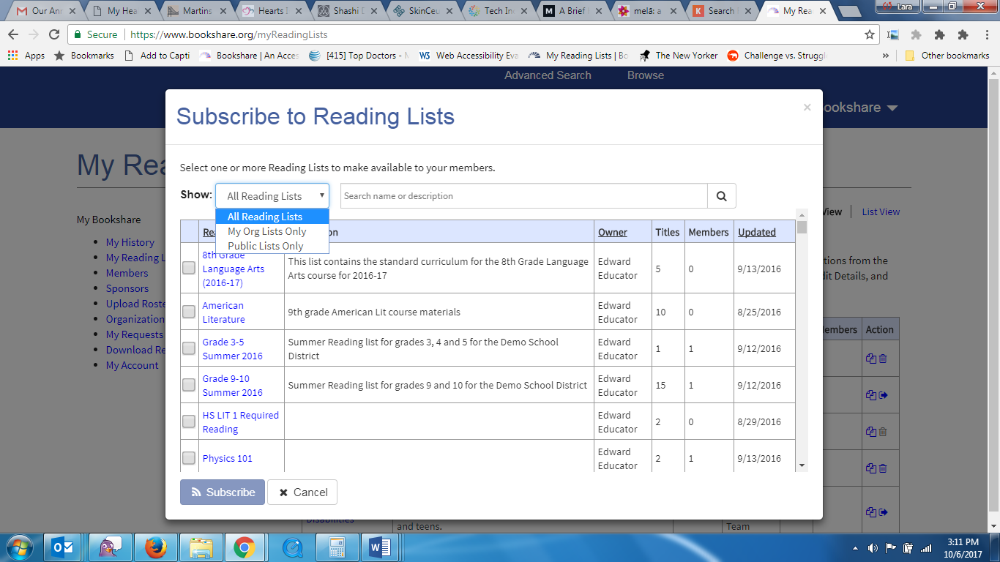 Our Ann
My Hea
Martins
Hearts I
Shashi D
SkinCeu
Tech Ind
A Brief
melä: a
Search
My Read
Lara
Secure
https://www.bookshare.org/myReadingLists
Apps
Bookmarks
Add to Capti
Bookshare | An Acces
[415] Top Doctors - M
W3
Web Accessibility Eva
My Reading Lists | Bo
The New Yorker
Challenge vs. Struggl
»
Other bookmarks
Advanced Search
Browse
ookshare
My Rea
Subscribe to Reading Lists
×
Select one or more Reading Lists to make available to your members.
Show:
All Reading Lists
Search name or description
All Reading Lists
My Org Lists Only
Public Lists Only
View
List View
My Bookshare
My History
My Reading L
Members
Sponsors
Upload Roste
Organization
My Requests
Download Re
My Account
Rea
on
Owner
Titles
Members
Updated
8th Grade
Language Arts
(2016-17)
This list contains the standard curriculum for the 8th Grade Language
Arts course for 2016-17
Edward
Educator
5
0
9/13/2016
American
Literature
9th grade American Lit course materials
Edward
Educator
10
0
8/25/2016
Grade 3-5
Summer 2016
Summer Reading list for grades 3, 4 and 5 for the Demo School
District
Edward
Educator
1
1
9/12/2016
Grade 9-10
Summer 2016
Summer Reading list for grades 9 and 10 for the Demo School District
Edward
Educator
15
1
9/12/2016
HS LIT 1 Required
Reading
Edward
Educator
2
0
8/29/2016
Physics 101
Edward
Educator
2
1
9/13/2016
ctions from the
dit Details, and
Members
Action
Subscribe
Cancel
Disabilities
and teens.
Team
3:11 PM
10/6/2017